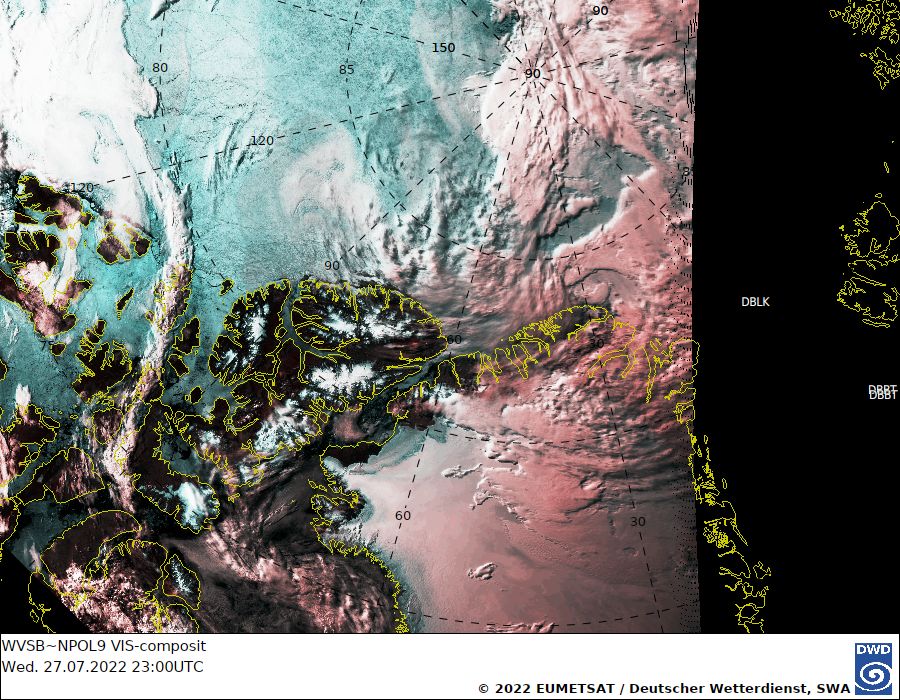 90
150
80
85
90
120
120
8
90
DBLK
60
30
DBBT
60
30
WVSB~NPOL9 VIS-composit
Wed. 27.07.2022 23:00UTC
DWD
© 2022 EUMETSAT / Deutscher Wetterdienst, SWA